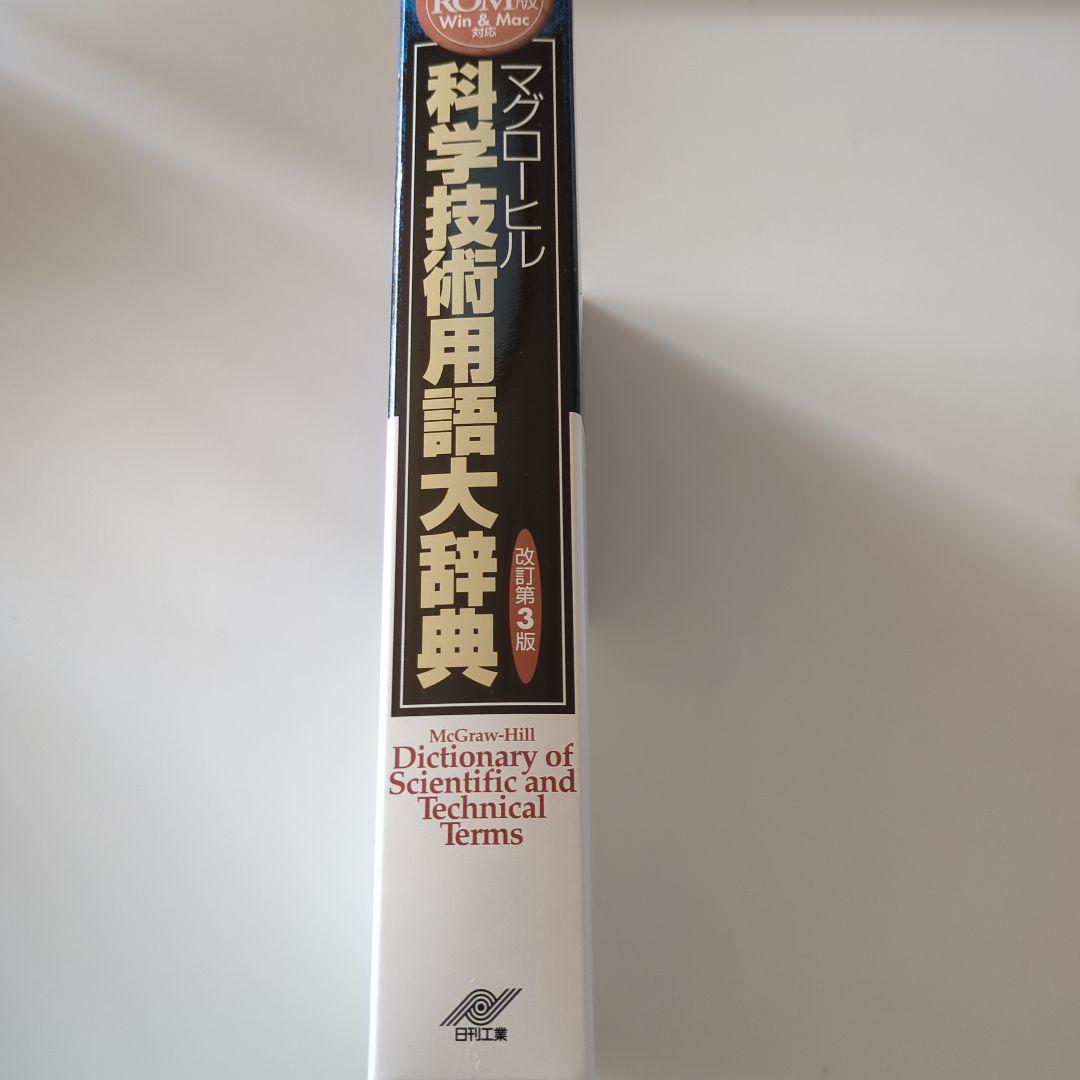 ROM版
Win & Mac
対応
マグローヒル
科学技術用語大辞典
改訂第3版
McGraw-Hill
Dictionary of
Scientific and
Technical
Terms
日刊工業